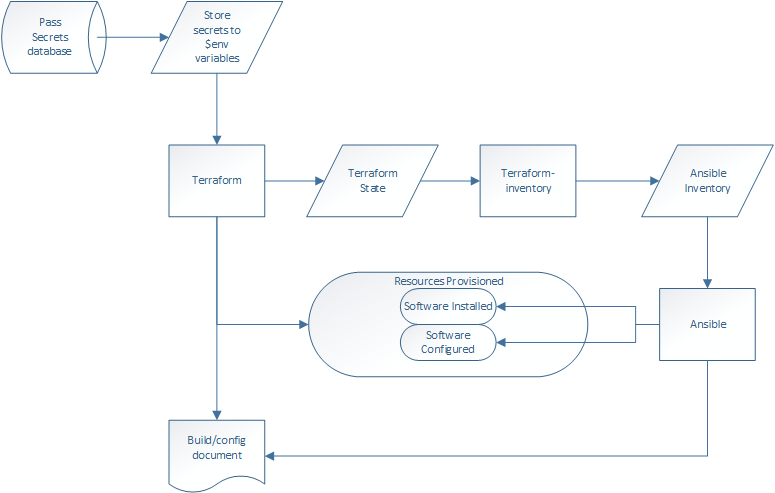 Pass
Secrets
database
Store
secrets to
$env
variables
Terraform
Terraform
State
Terraform-
inventory
Ansible
Inventory
Resources Provisioned
Software Installed
Software
Configured
Ansible
Build/config
document